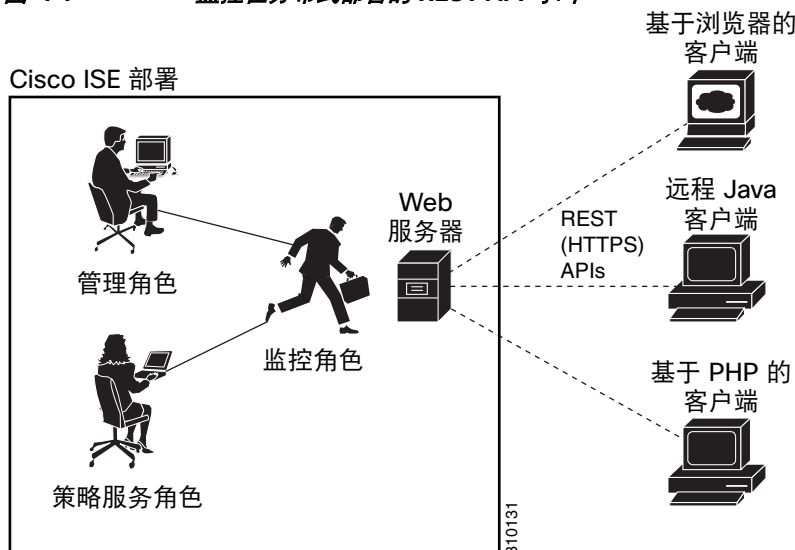 基于浏览器的
客户端
Cisco ISE 部署
远程 Java
客户端
Web
服务器
REST
(HTTPS)
APIs
管理角色
监控角色
基于 PHP 的
客户端
策略服务角色
310131